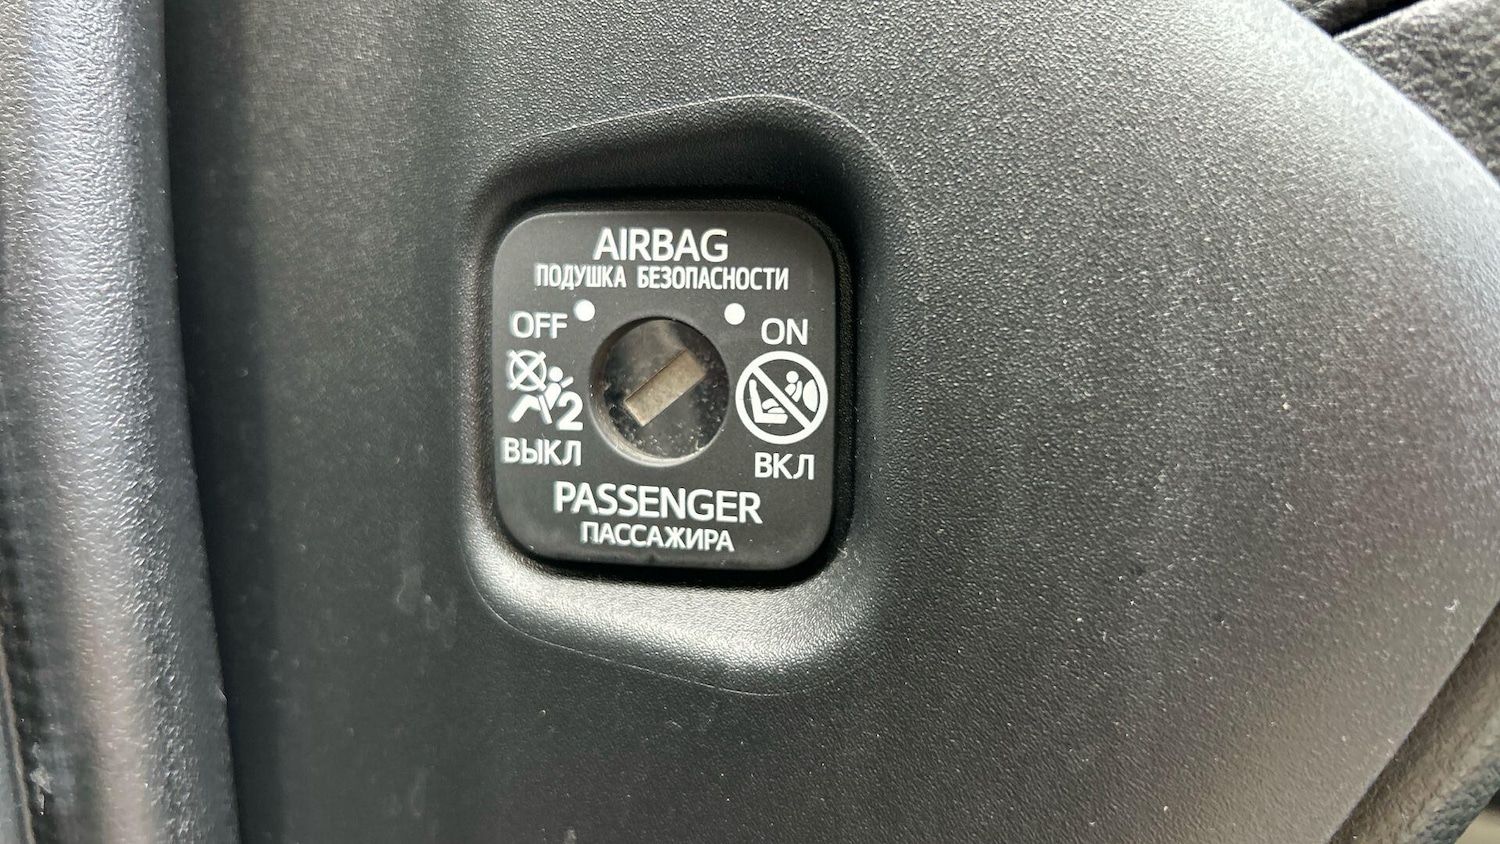 AIRBAG
ПОДУШКА БЕЗОПАСНОСТИ
OFF
ON
2
ВЫКЛ
ВКЛ
PASSENGER
ПАССАЖИРА